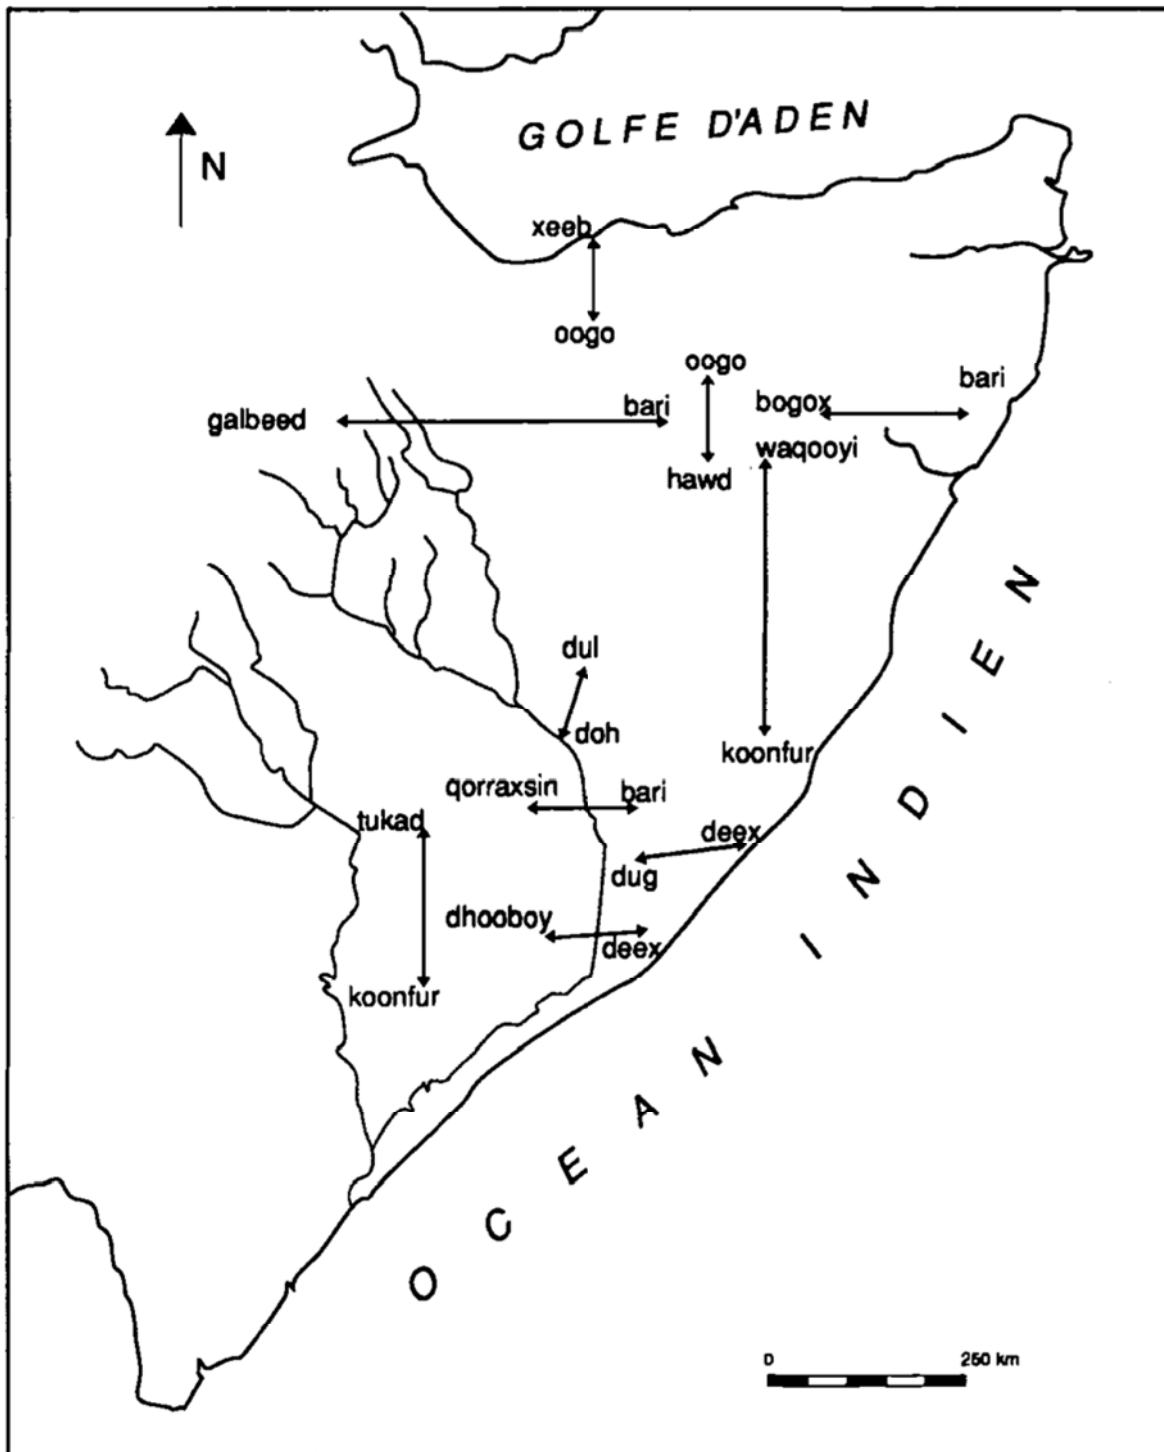 GOLFE D'ADEN
N
xeeb
oogo
oogo
bari
galbeed
bari
bogox
waqooyi
hawd
dul
doh
koonfur
qorraxsin
bari
tukad
deex
dug
dhooboy
deex
koonfur
OCEAN INDIEN
0 250 km